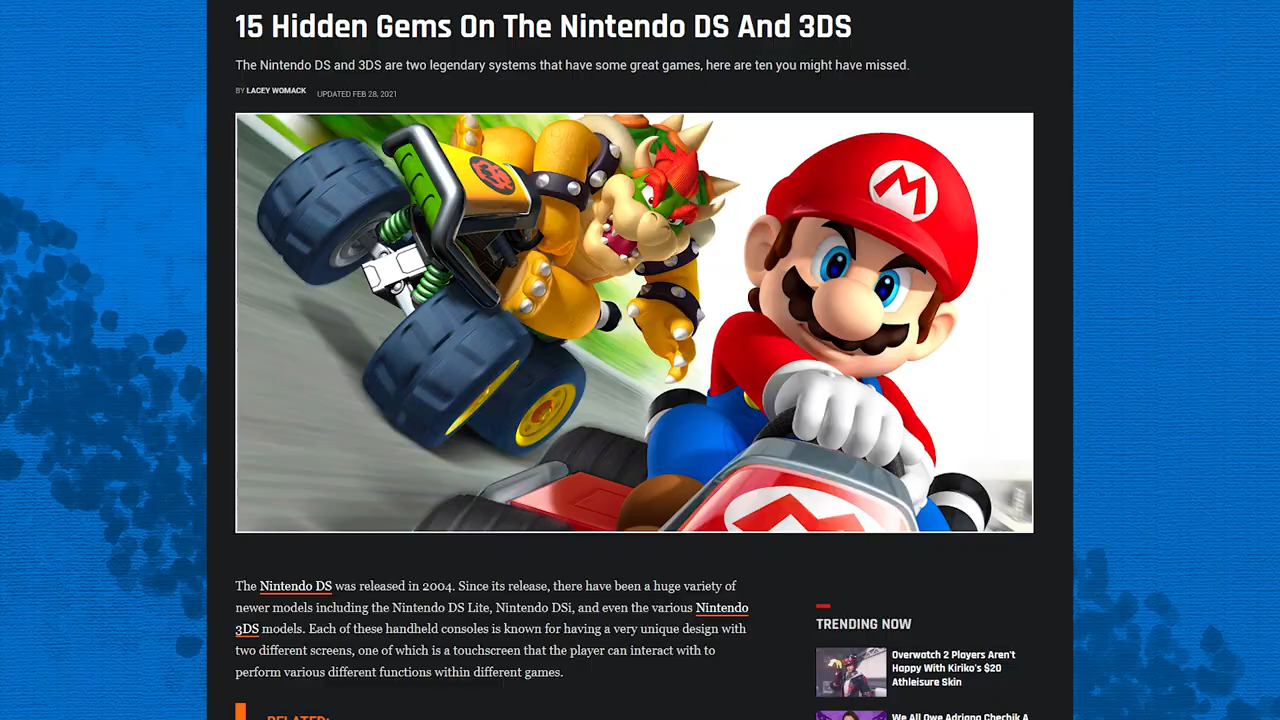 15 Hidden Gems On The Nintendo DS And 3DS
The Nintendo DS and 3DS are two legendary systems that have some great games, here are ten you might have missed.
BY LACEY WOMACK UPDATED FEB 28, 2021
M
The Nintendo DS was released in 2004. Since its release, there have been a huge variety of
newer models including the Nintendo DS Lite, Nintendo DSi, and even the various Nintendo
3DS models. Each of these handheld consoles is known for having a very unique design with
two different screens, one of which is a touchscreen that the player can interact with to
perform various different functions within different games.
TRENDING NOW
Overwatch 2 Players Aren't
Happy With Kiriko's $20
Athleisure Skin
We All Owe Adriana Chechik A
RELATED: